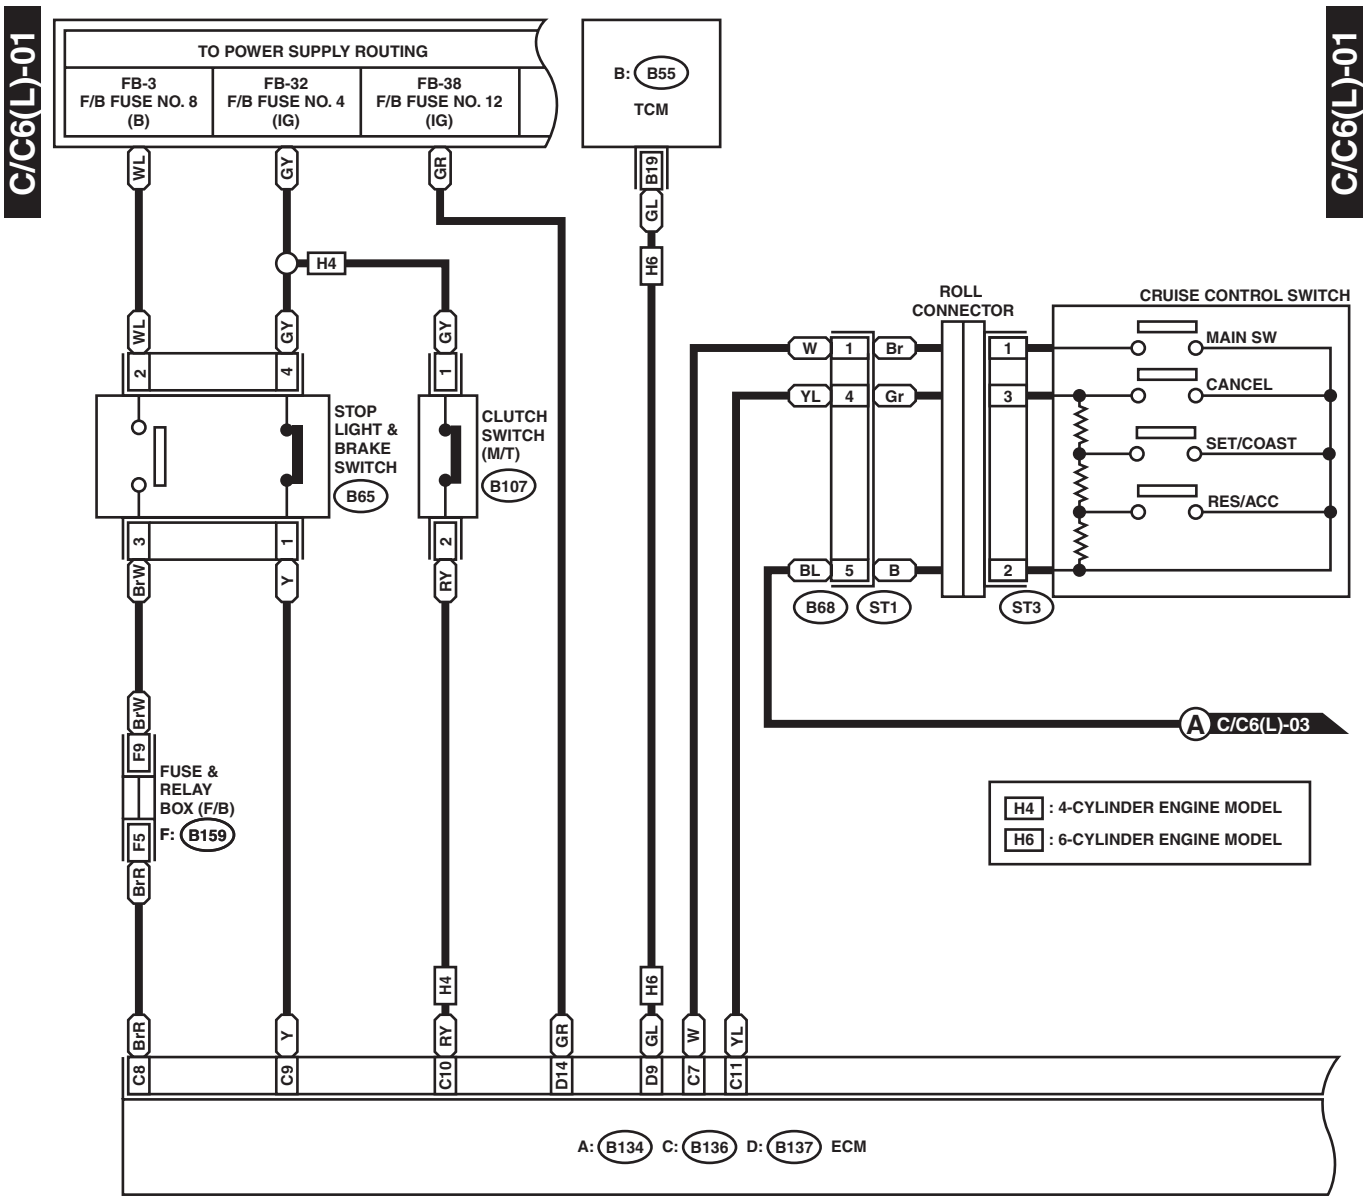 C/C6(L)-01
C/C6(L)-01
TO POWER SUPPLY ROUTING
FB-3
F/B FUSE NO. 8
(B)
FB-32
F/B FUSE NO. 4
(IG)
FB-38
F/B FUSE NO. 12
(IG)
B: B55
TCM
WL
GY
GR
B19
GL
H6
H4
WL
GY
GY
2
4
1
STOP
LIGHT &
BRAKE
SWITCH
B65
CLUTCH
SWITCH
(M/T)
B107
3
1
2
BrW
Y
RY
ROLL
CONNECTOR
CRUISE CONTROL SWITCH
W 1 Br
1
MAIN SW
YL 4 Gr
3
CANCEL
SET/COAST
RES/ACC
BL 5 B
2
B68
ST1
ST3
A C/C6(L)-03
BrW
F9
FUSE &
RELAY
BOX (F/B)
F: B159
F5
BrR
H4 : 4-CYLINDER ENGINE MODEL
H6 : 6-CYLINDER ENGINE MODEL
H4
H6
BrR
Y
RY
GR
GL
W
YL
C8
C9
C10
D14
D9
C7
C11
A: B134 C: B136 D: B137 ECM